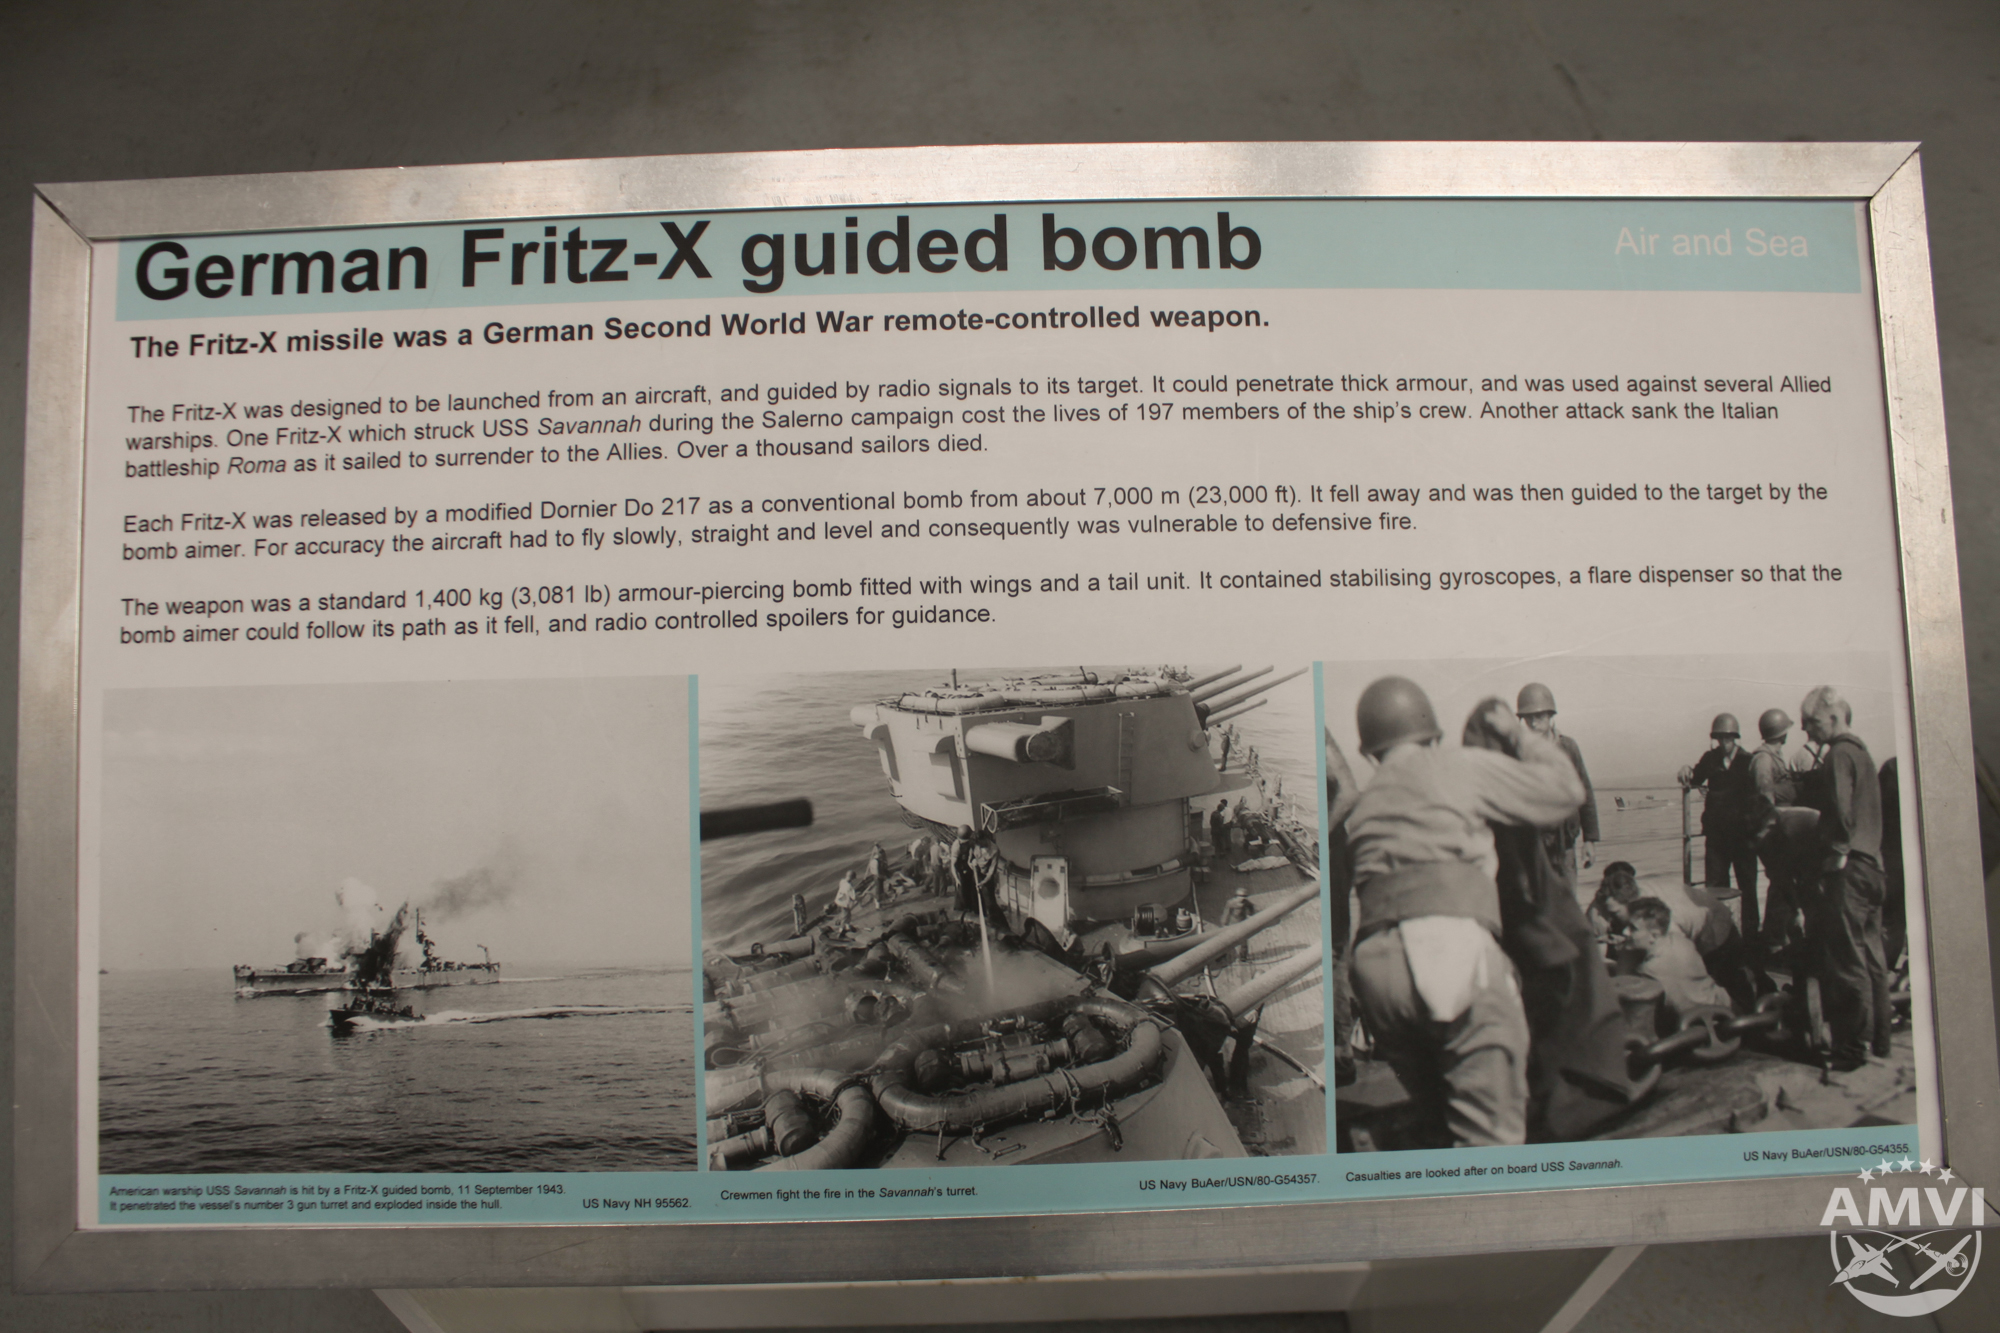 German Fritz-X guided bomb
Air and Sea
The Fritz-X missile was a German Second World War remote-controlled weapon.
The Fritz-X was designed to be launched from an aircraft, and guided by radio signals to its target. It could penetrate thick armour, and was used against several Allied
warships. One Fritz-X which struck USS Savannah during the Salerno campaign cost the lives of 197 members of the ship's crew. Another attack sank the Italian
battleship Roma as it sailed to surrender to the Allies. Over a thousand sailors died.
Each Fritz-X was released by a modified Dornier Do 217 as a conventional bomb from about 7,000 m (23,000 ft). It fell away and was then guided to the target by the
bomb aimer. For accuracy the aircraft had to fly slowly, straight and level and consequently was vulnerable to defensive fire.
The weapon was a standard 1,400 kg (3,081 lb) armour-piercing bomb fitted with wings and a tail unit. It contained stabilising gyroscopes, a flare dispenser so that the
bomb aimer could follow its path as it fell, and radio controlled spoilers for guidance.
American warship USS Savannah is hit by a Fritz-X guided bomb, 11 September 1943.
It penetrated the vessel's number 3 gun turret and exploded inside the hull.
US Navy NH 95562.
Crewmen fight the fire in the Savannah's turret.
US Navy BuAer/USN/80-G54357.
Casualties are looked after on board USS Savannah.
US Navy BuAer/USN/80-G54355.
AMVI